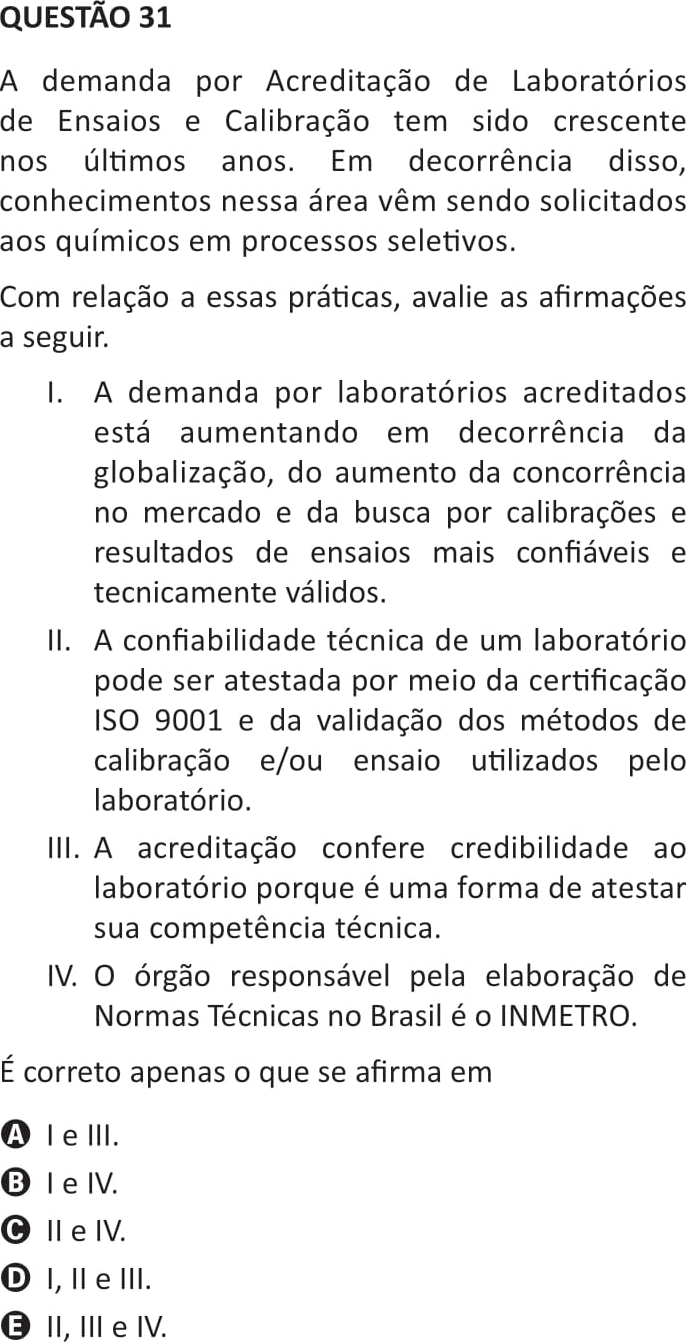 QUESTÃO 31
A demanda por Acreditação de Laboratórios
de Ensaios e Calibração tem sido crescente
nos últimos anos. Em decorrência disso,
conhecimentos nessa área vêm sendo solicitados
aos químicos em processos seletivos.
Com relação a essas práticas, avalie as afirmações
a seguir.
I. A demanda por laboratórios acreditados
está aumentando em decorrência da
globalização, do aumento da concorrência
no mercado e da busca por calibrações e
resultados de ensaios mais confiáveis e
tecnicamente válidos.
II. A confiabilidade técnica de um laboratório
pode ser atestada por meio da certificação
ISO 9001 e da validação dos métodos de
calibração e/ou ensaio utilizados pelo
laboratório.
III. A acreditação confere credibilidade ao
laboratório porque é uma forma de atestar
sua competência técnica.
IV. O órgão responsável pela elaboração de
Normas Técnicas no Brasil é o INMETRO.
É correto apenas o que se afirma em
A I e III.
B I e IV.
C II e IV.
D I, II e III.
E II, III e IV.